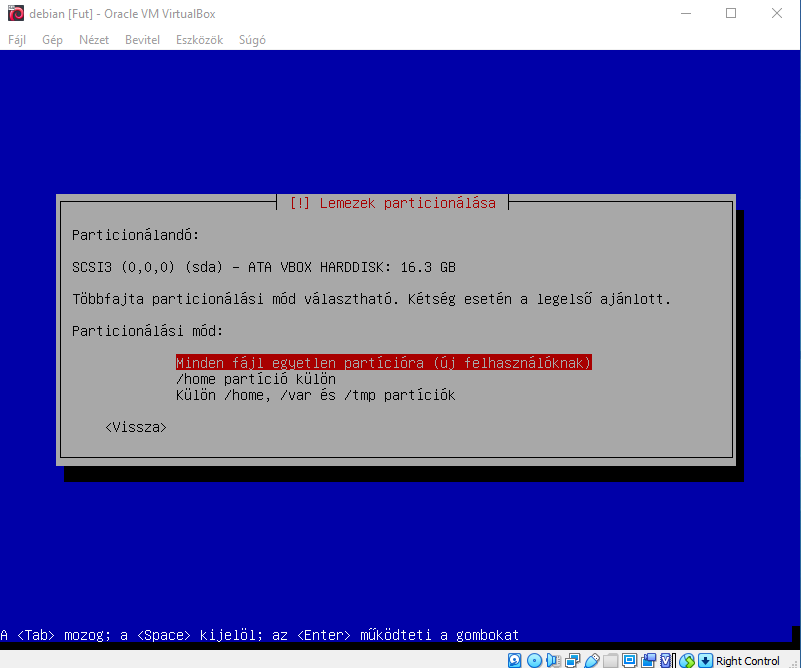 debian [Fut] - Oracle VM VirtualBox
Fájl Gép Nézet Bevitel Eszközök Súgó
[!] Lemezek particionálása
Particionálandó:
SCSI3 (0,0,0) (sda) – ATA VBOX HARDDISK: 16.3 GB
Többfajta particionálási mód választható. Kétség esetén a legelső ajánlott.
Particionálási mód:
Minden fájl egyetlen partícióra (új felhasználóknak)
/home partíció külön
Külön /home, /var és /tmp partíciók
<Vissza>
A <Tab> mozog; a <Space> kijelöl; az <Enter> működteti a gombokat
Right Control